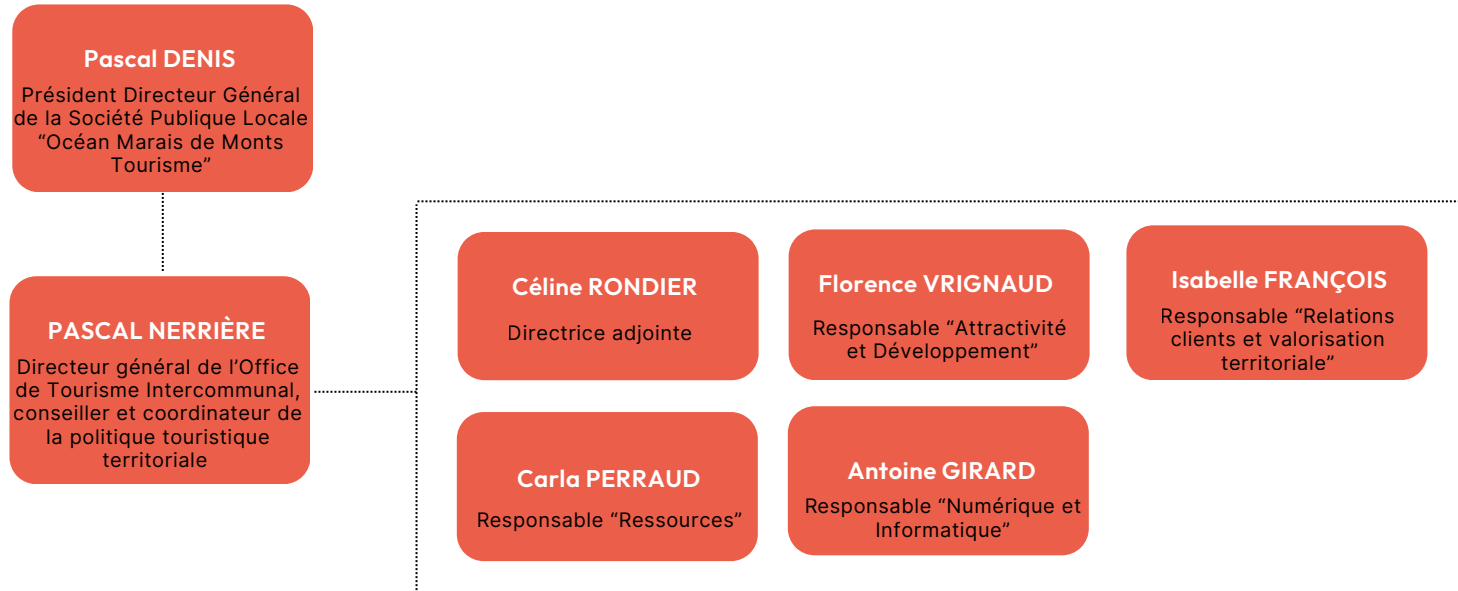 Pascal DENIS
Président Directeur Général
de la Société Publique Locale
“Océan Marais de Monts
Tourisme”
PASCAL NERRIÈRE
Directeur général de l’Office
de Tourisme Intercommunal,
conseiller et coordinateur de
la politique touristique
territoriale
Céline RONDIER
Directrice adjointe
Florence VRIGNAUD
Responsable “Attractivité
et Développement”
Isabelle FRANÇOIS
Responsable “Relations
clients et valorisation
territoriale”
Carla PERRAUD
Responsable “Ressources”
Antoine GIRARD
Responsable “Numérique et
Informatique”